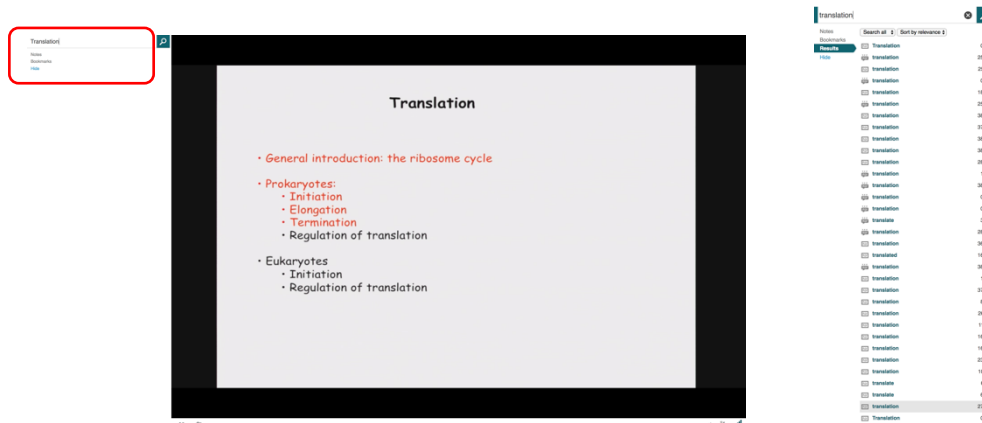 Translation
Notes
Bookmarks
Hide
Translation
• General introduction: the ribosome cycle
• Prokaryotes:
• Initiation
• Elongation
• Termination
• Regulation of translation
• Eukaryotes
• Initiation
• Regulation of translation
translation
Notes
Bookmarks
Results
Hide
Search all
Sort by relevance
Translation
translation
translation
translation
translation
translation
translation
translation
translation
translation
translation
translation
translation
translation
translation
translate
translation
translation
translated
translation
translation
translation
translation
translation
translation
translation
translation
translation
translation
translate
translate
translation
Translation